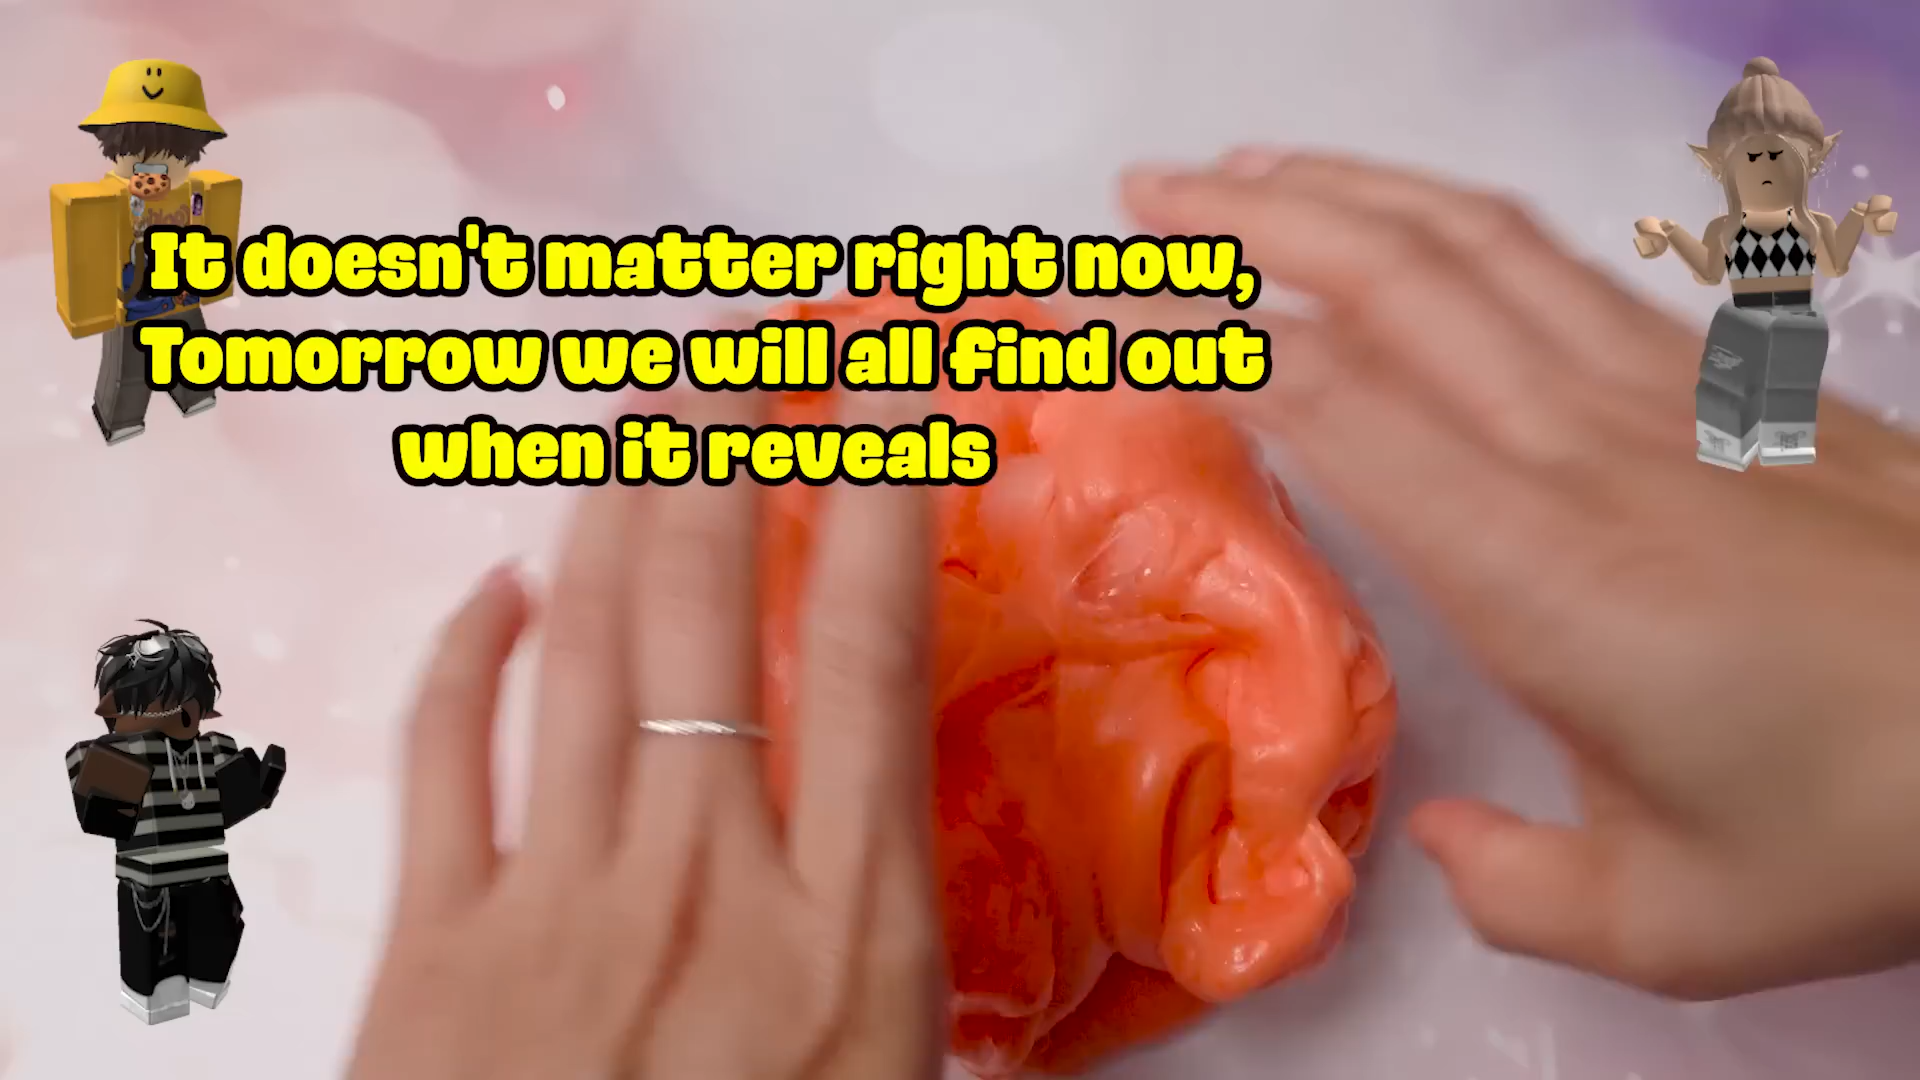 It doesn't matter right now,
Tomorrow we will all find out
when it reveals